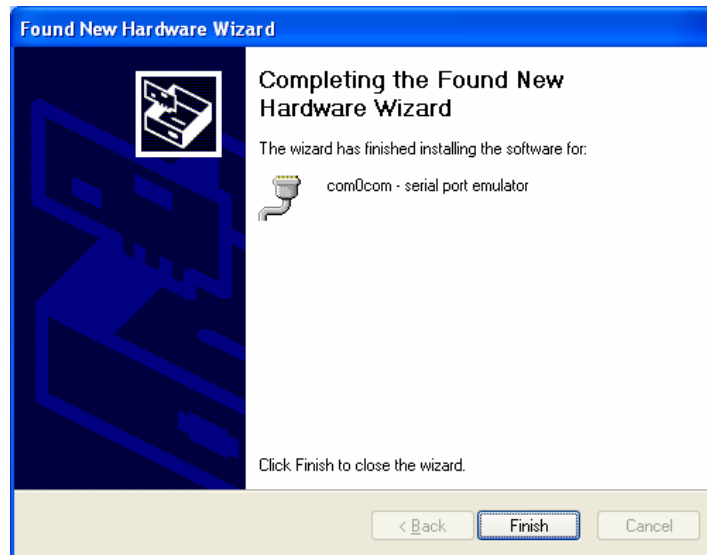 Found New Hardware Wizard
Completing the Found New
Hardware Wizard
The wizard has finished installing the software for:
com0com - serial port emulator
Click Finish to close the wizard.
< Back Finish Cancel